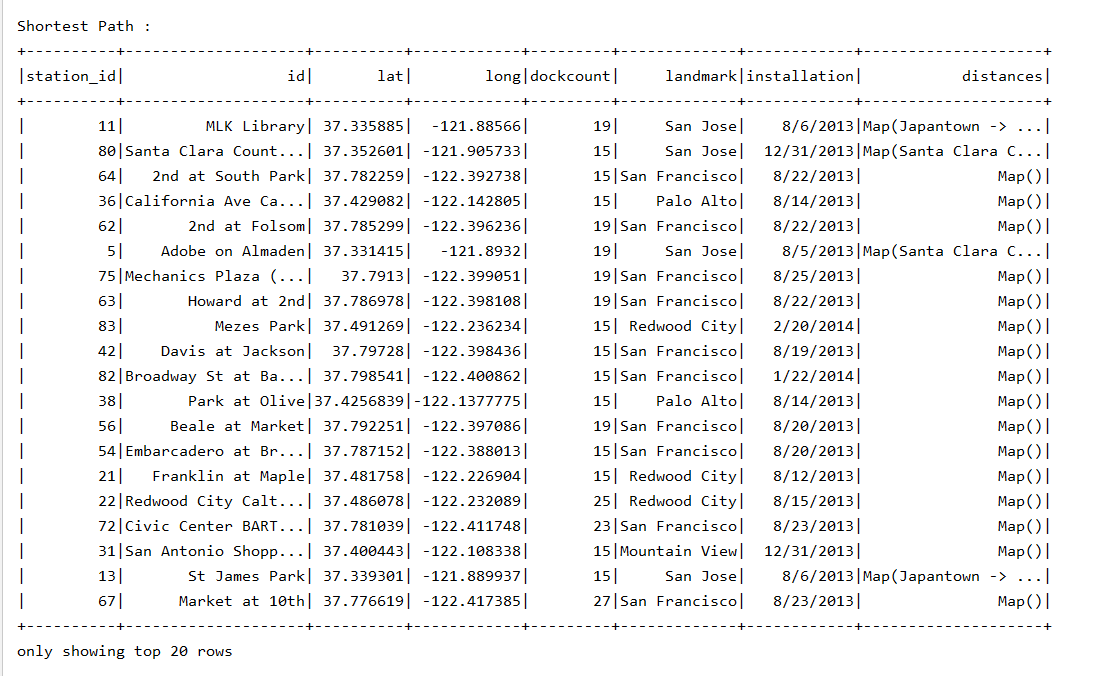 Shortest Path :
+----------+--------------------+----------+------------+---------+-------------+------------+--------------------+
|station_id|                  id|       lat|        long|dockcount|     landmark|installation|           distances|
+----------+--------------------+----------+------------+---------+-------------+------------+--------------------+
|        11|         MLK Library| 37.335885|  -121.88566|       19|     San Jose|    8/6/2013|Map(Japantown -> ...|
|        80|Santa Clara Count...| 37.352601| -121.905733|       15|     San Jose|  12/31/2013|Map(Santa Clara C...|
|        64|   2nd at South Park| 37.782259| -122.392738|       15|San Francisco|   8/22/2013|               Map()|
|        36|California Ave Ca...| 37.429082| -122.142805|       15|    Palo Alto|   8/14/2013|               Map()|
|        62|       2nd at Folsom| 37.785299| -122.396236|       19|San Francisco|   8/22/2013|               Map()|
|         5|    Adobe on Almaden| 37.331415|   -121.8932|       19|     San Jose|    8/5/2013|Map(Santa Clara C...|
|        75|Mechanics Plaza (...|   37.7913| -122.399051|       19|San Francisco|   8/25/2013|               Map()|
|        63|       Howard at 2nd| 37.786978| -122.398108|       19|San Francisco|   8/22/2013|               Map()|
|        83|          Mezes Park| 37.491269| -122.236234|       15| Redwood City|   2/20/2014|               Map()|
|        42|    Davis at Jackson|  37.79728| -122.398436|       15|San Francisco|   8/19/2013|               Map()|
|        82|Broadway St at Ba...| 37.798541| -122.400862|       15|San Francisco|   1/22/2014|               Map()|
|        38|       Park at Olive|37.4256839|-122.1377775|       15|    Palo Alto|   8/14/2013|               Map()|
|        56|     Beale at Market| 37.792251| -122.397086|       19|San Francisco|   8/20/2013|               Map()|
|        54|Embarcadero at Br...| 37.787152| -122.388013|       15|San Francisco|   8/20/2013|               Map()|
|        21|   Franklin at Maple| 37.481758| -122.226904|       15| Redwood City|   8/12/2013|               Map()|
|        22|Redwood City Calt...| 37.486078| -122.232089|       25| Redwood City|   8/15/2013|               Map()|
|        72|Civic Center BART...| 37.781039| -122.411748|       23|San Francisco|   8/23/2013|               Map()|
|        31|San Antonio Shopp...| 37.400443| -122.108338|       15|Mountain View|  12/31/2013|               Map()|
|        13|       St James Park| 37.339301| -121.889937|       15|     San Jose|    8/6/2013|Map(Japantown -> ...|
|        67|      Market at 10th| 37.776619| -122.417385|       27|San Francisco|   8/23/2013|               Map()|
+----------+--------------------+----------+------------+---------+-------------+------------+--------------------+
only showing top 20 rows